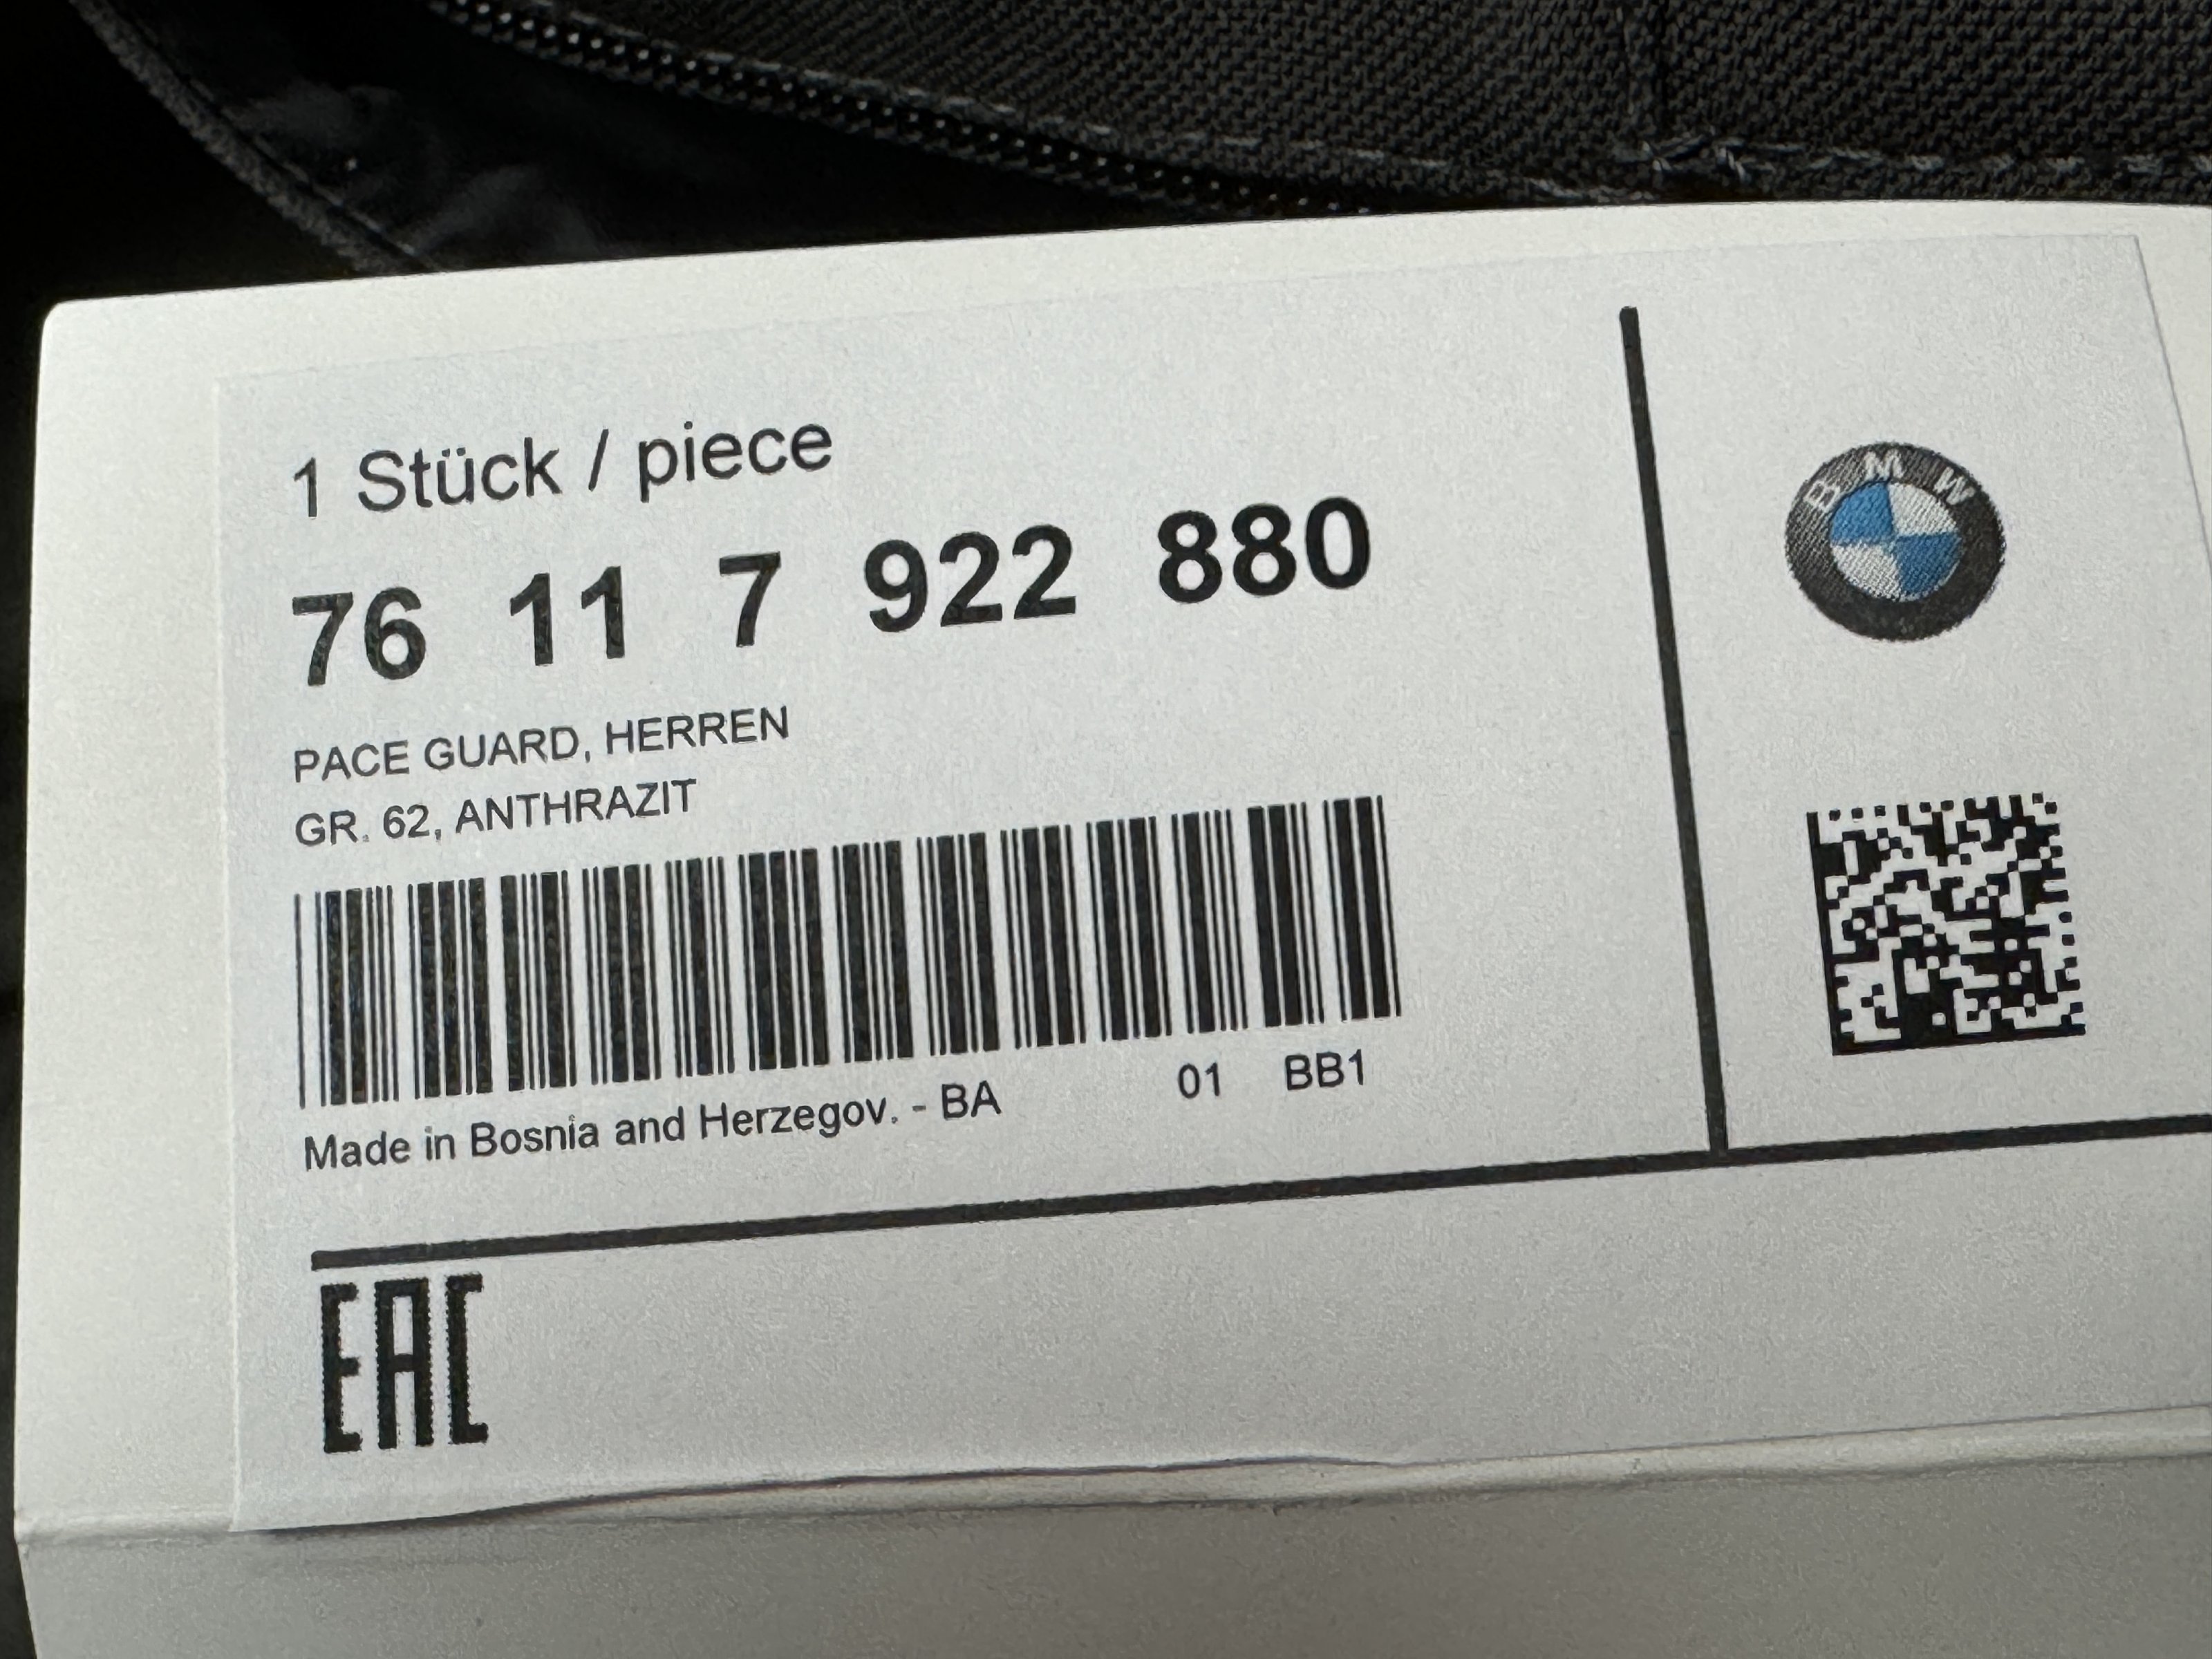 1 Stück / piece
76 11 7 922 880
PACE GUARD, HERREN
GR. 62, ANTHRAZIT
01 BB1
Made in Bosnia and Herzegov. - BA
BMW
EAC